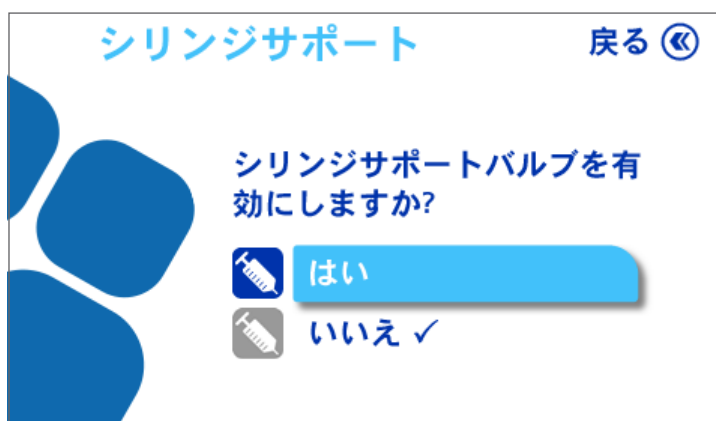 シリンジサポート 戻る
シリンジサポートバルブを有
効にしますか?
はい
いいえ ✓